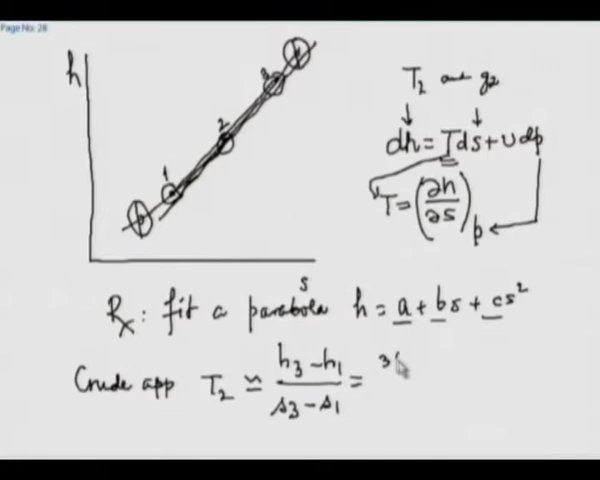 Page No: 28
h
1
2
3
p
p
s
T₂ and g₂
dh = Tds + υdp
T = (∂h/∂s)p
Rx: fit a parabola h = a + bs + cs²
Crude app T₂ ≃ (h₃ - h₁)/(s₃ - s₁) =